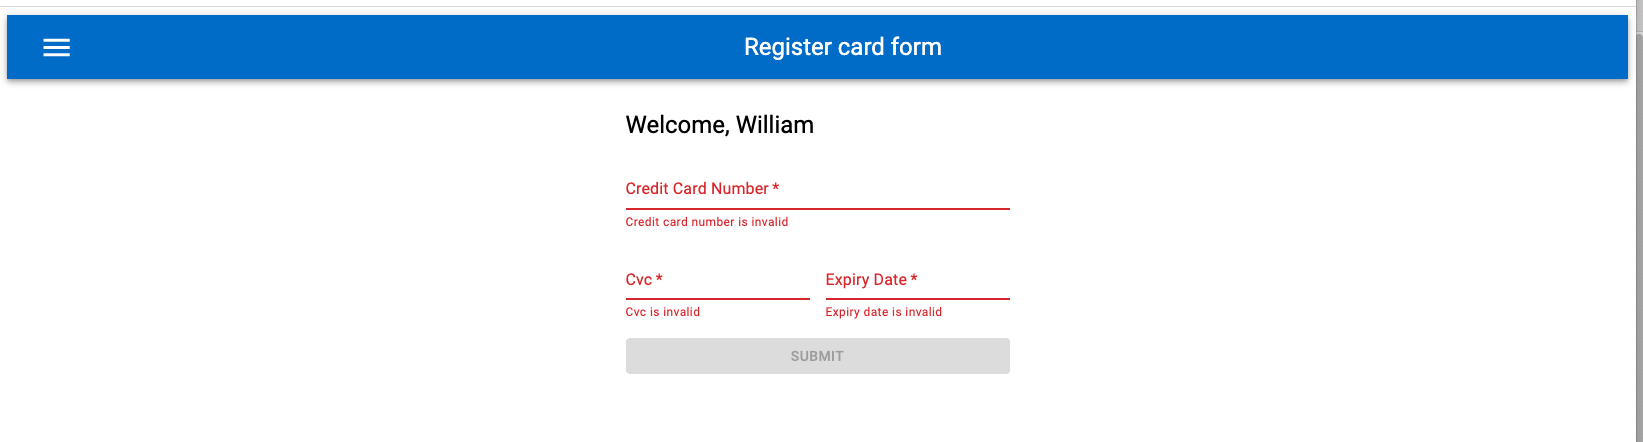 Register card form
Welcome, William
Credit Card Number *
Credit card number is invalid
Cvc * Expiry Date *
Cvc is invalid Expiry date is invalid
SUBMIT